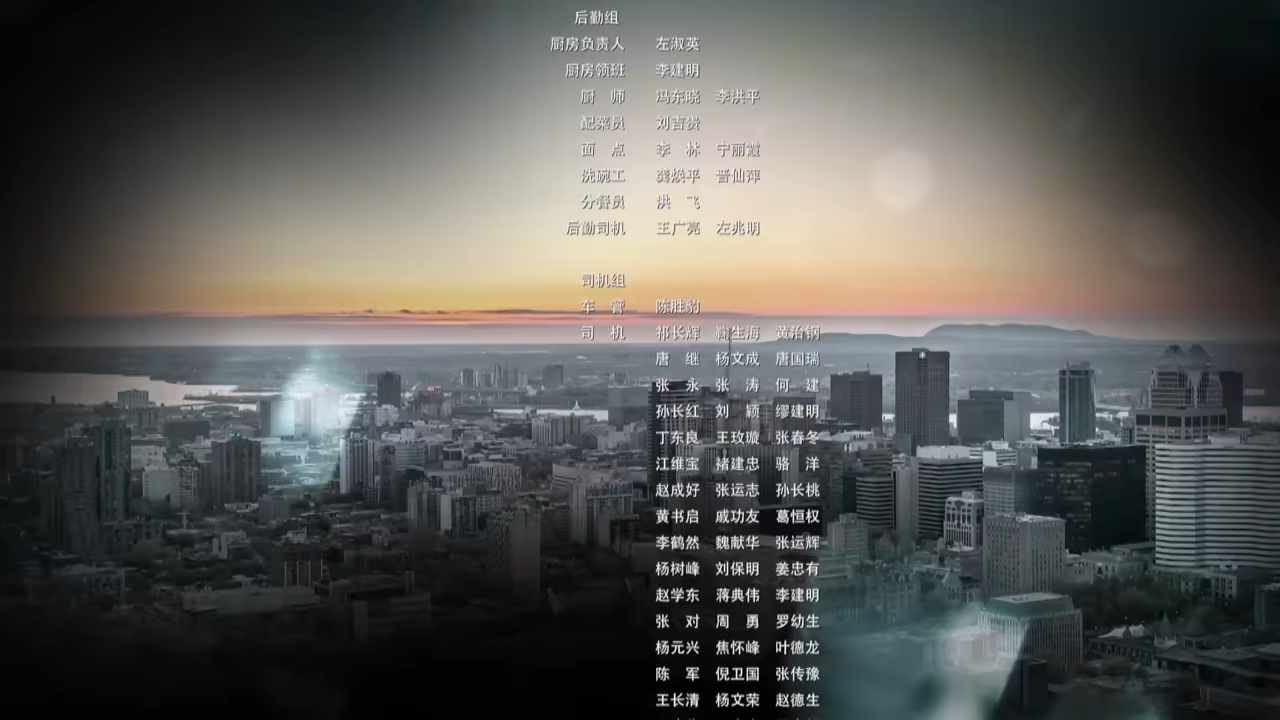 后勤组
厨房负责人 左淑英
厨房领班 李建明
厨 师 冯东晓 李洪平
配菜员 刘吉贵
面 点 李 林 宁丽霞
洗碗工 龚焕平 晋仙萍
分餐员 洪 飞
后勤司机 王广亮 左兆明
司机组
车 管 陈胜豹
司 机 祁长辉 鞠生海 黄治钢
唐 继 杨文成 唐国瑞
张 永 张 涛 何 建
孙长红 刘 颖 缪建明
丁东良 王玫璇 张春冬
江维宝 褚建忠 骆 洋
赵成好 张运志 孙长桃
黄书启 戚功友 葛恒权
李鹤然 魏献华 张运辉
杨树峰 刘保明 姜忠有
赵学东 蒋典伟 李建明
张 对 周 勇 罗幼生
杨元兴 焦怀峰 叶德龙
陈 军 倪卫国 张传豫
王长清 杨文荣 赵德生